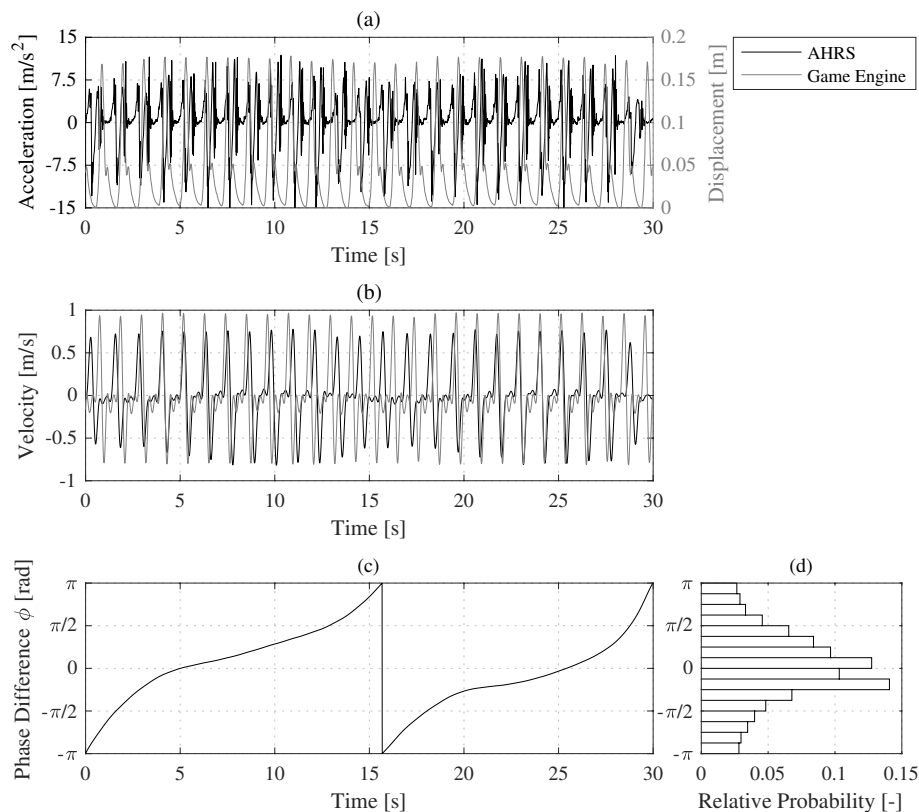 (a)
Acceleration [m/s²]
15
7.5
0
-7.5
-15
0 5 10 15 20 25 30
Time [s]
0.2
0.15
0.1
0.05
0
Displacement [m]
AHRS
Game Engine
(b)
Velocity [m/s]
1
0.5
0
-0.5
-1
0 5 10 15 20 25 30
Time [s]
(c)
Phase Difference ϕ [rad]
π
π/2
0
-π/2
-π
0 5 10 15 20 25 30
Time [s]
(d)
π
π/2
0
-π/2
-π
0 0.05 0.1 0.15
Relative Probability [-]